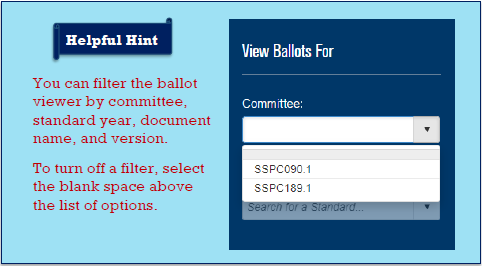 Helpful Hint
You can filter the ballot
viewer by committee,
standard year, document
name, and version.
To turn off a filter, select
the blank space above
the list of options.
View Ballots For
Committee:
SSPC090.1
SSPC189.1
Search for a Standard...